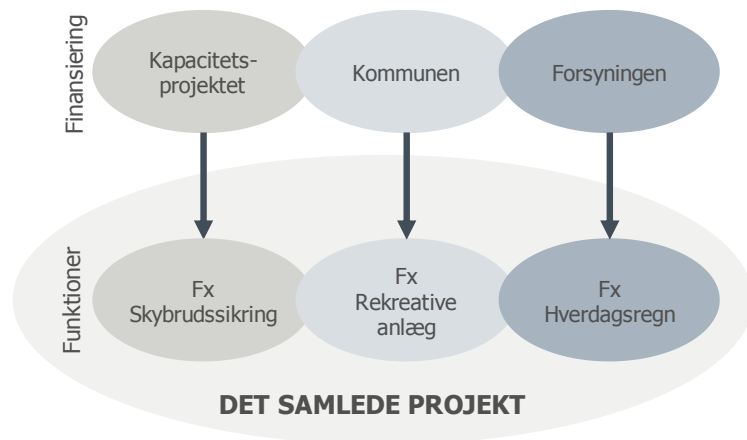 Finansiering
Kapacitets-
projektet
Kommunen
Forsyningen
Funktioner
Fx
Skybrudssikring
Fx
Rekreative
anlæg
Fx
Hverdagsregn
DET SAMLEDE PROJEKT